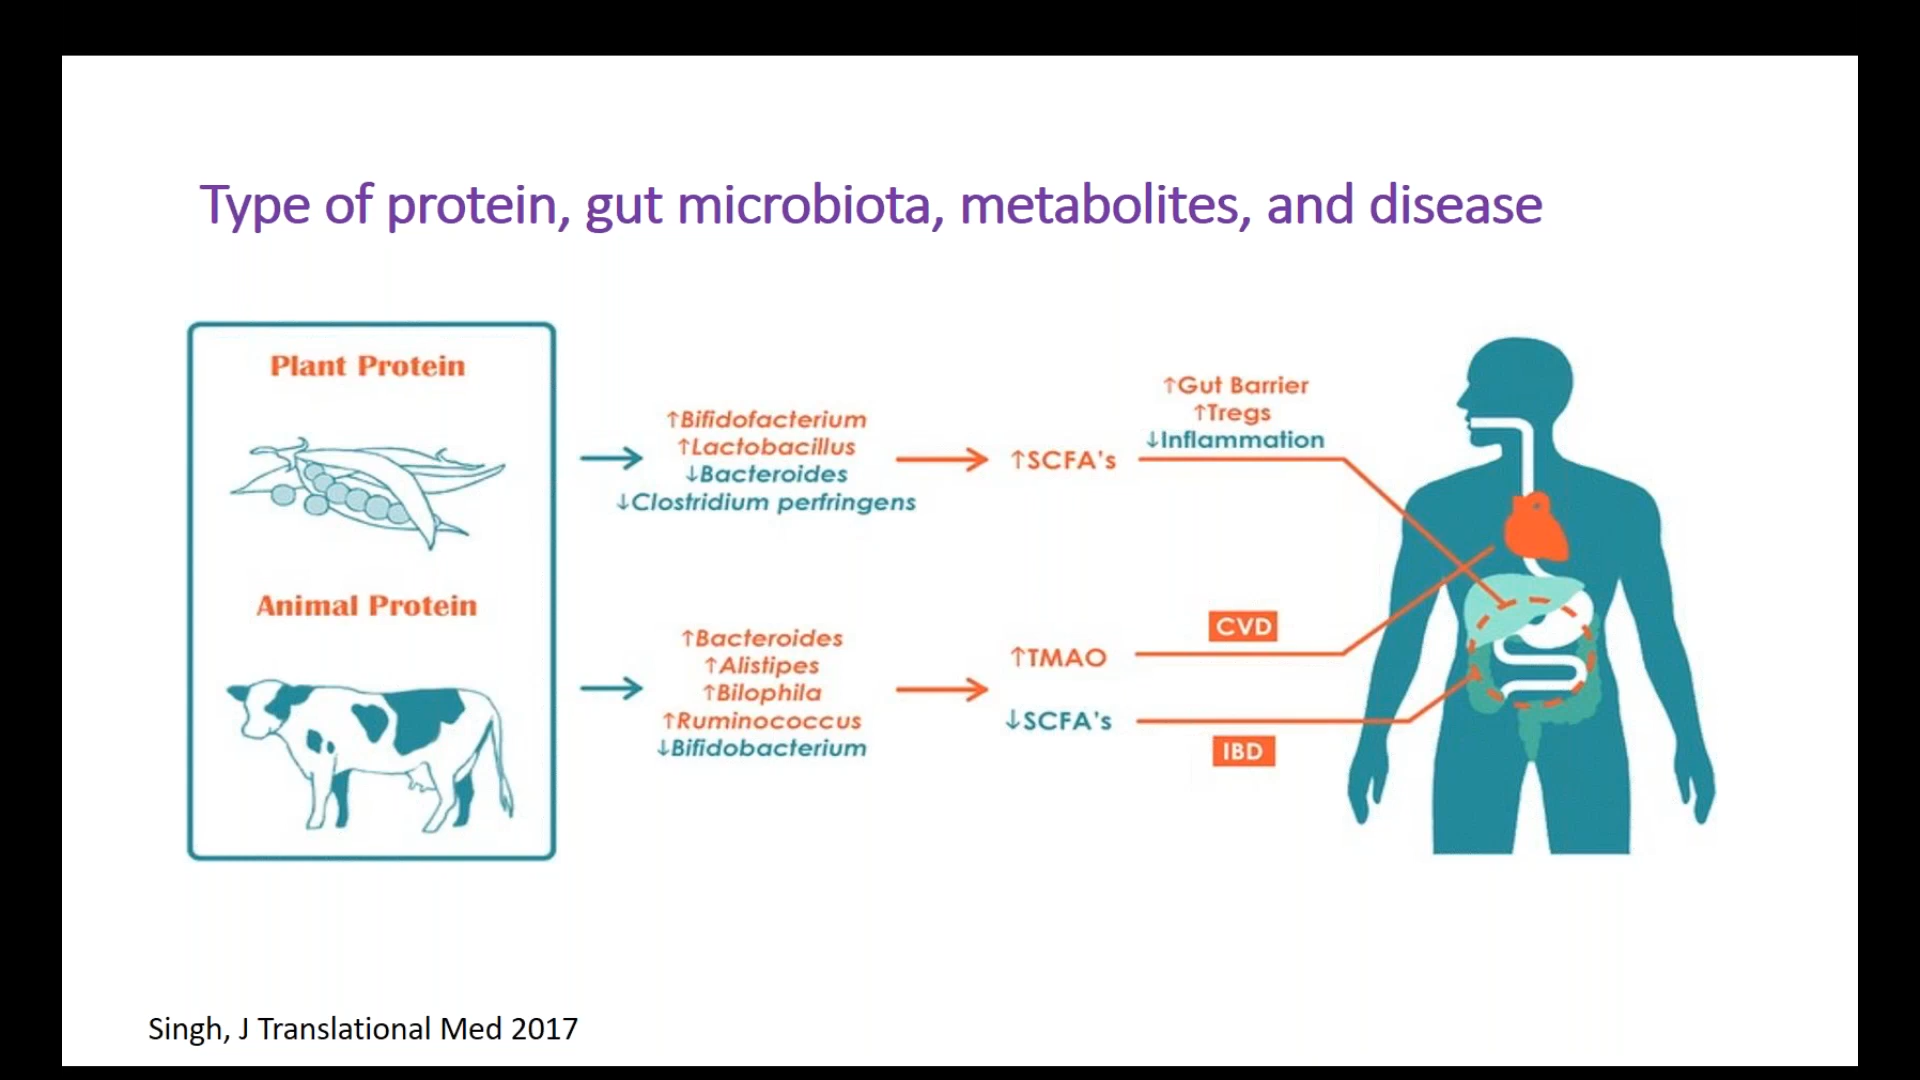 Type of protein, gut microbiota, metabolites, and disease
Plant Protein
↑Bifidofacterium
↑Lactobacillus
↓Bacteroides
↓Clostridium perfringens
↑SCFA's
↑Gut Barrier
↑Tregs
↓Inflammation
Animal Protein
↑Bacteroides
↑Alistipes
↑Bilophila
↑Ruminococcus
↓Bifidobacterium
↑TMAO
↓SCFA's
CVD
IBD
Singh, J Translational Med 2017